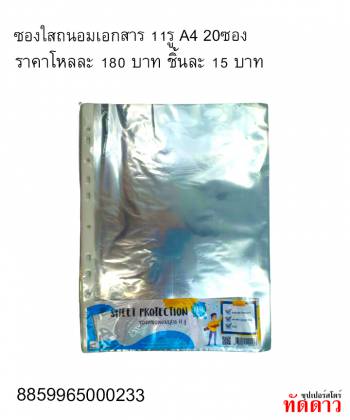 ซองใสถนอมเอกสาร 11รู A4 20ซอง
ราคาโหลละ 180 บาท ชิ้นละ 15 บาท
SHEET PROTECTION
8859965000233
ซุปเปอร์สโตร์
ทัดดาว